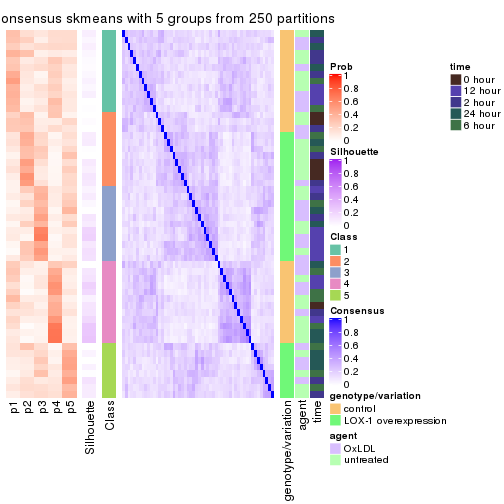 onsensus skmeans with 5 groups from 250 partitions
Prob
1
0.8
0.6
0.4
0.2
0
time
0 hour
12 hour
2 hour
24 hour
6 hour
Silhouette
1
0.8
0.6
0.4
0.2
0
Class
1
2
3
4
5
Consensus
1
0.8
0.6
0.4
0.2
0
genotype/variation
control
LOX-1 overexpression
agent
OxLDL
untreated
p1
p2
p3
p4
p5
Silhouette
Class
genotype/variation
agent
time